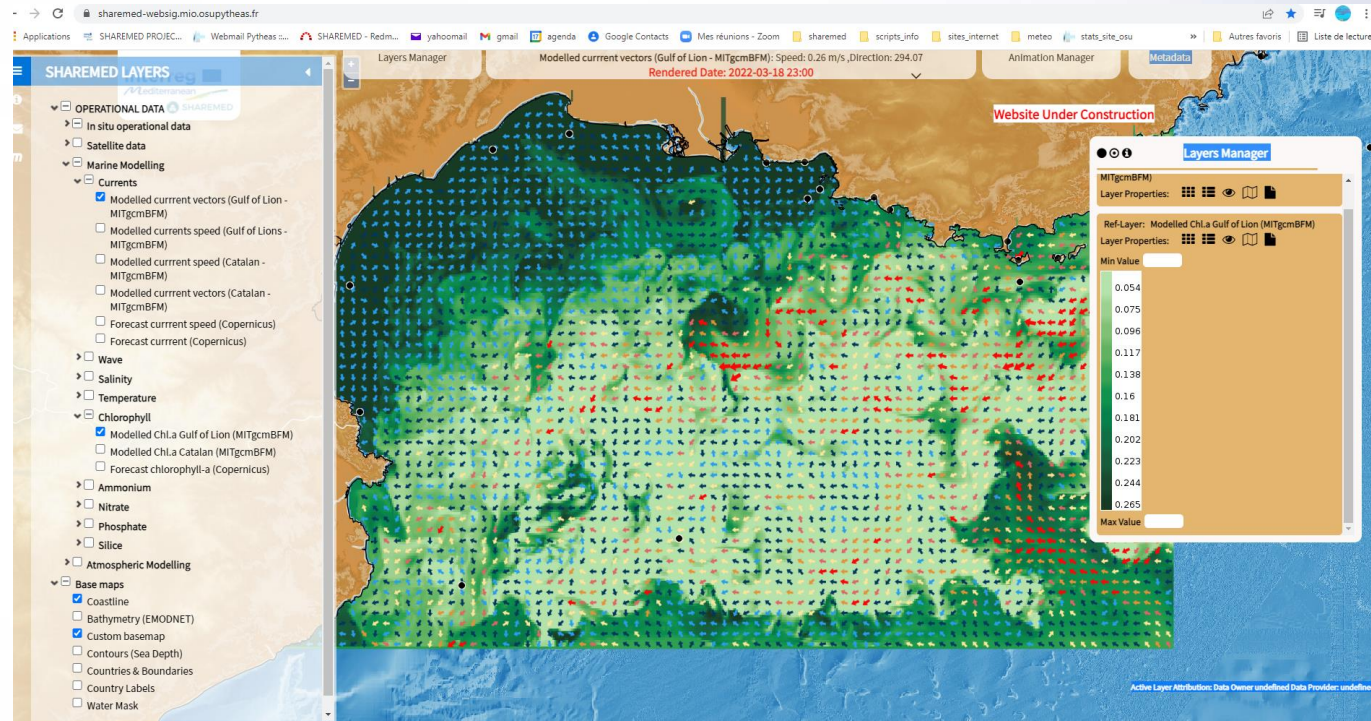 sharemed-websig.mio.osupytheas.fr
Applications SHAREMED PROJEC... Webmail Pytheas ::... SHAREMED - Redm... yahoomail gmail agenda Google Contacts Mes réunions - Zoom sharemed scripts_info sites_internet meteo stats_site_osu » Autres favoris Liste de lecture
SHAREMED LAYERS
Interreg
Mediterranean
SHAREMED
OPERATIONAL DATA
In situ operational data
Satellite data
Marine Modelling
Currents
Modelled currrent vectors (Gulf of Lion -
MITgcmBFM)
Modelled currents speed (Gulf of Lions -
MITgcmBFM)
Modelled currrent speed (Catalan -
MITgcmBFM)
Modelled currrent vectors (Catalan -
MITgcmBFM)
Forecast currrent speed (Copernicus)
Forecast currrent (Copernicus)
Wave
Salinity
Temperature
Chlorophyll
Modelled Chl.a Gulf of Lion (MITgcmBFM)
Modelled Chl.a Catalan (MITgcmBFM)
Forecast chlorophyll-a (Copernicus)
Ammonium
Nitrate
Phosphate
Silice
Atmospheric Modelling
Base maps
Coastline
Bathymetry (EMODNET)
Custom basemap
Contours (Sea Depth)
Countries & Boundaries
Country Labels
Water Mask
Layers Manager
Modelled currrent vectors (Gulf of Lion - MITgcmBFM): Speed: 0.26 m/s ,Direction: 294.07
Rendered Date: 2022-03-18 23:00
Animation Manager
Metadata
Website Under Construction
Layers Manager
MITgcmBFM)
Layer Properties:
Ref-Layer: Modelled Chl.a Gulf of Lion (MITgcmBFM)
Layer Properties:
Min Value
0.054
0.075
0.096
0.117
0.138
0.16
0.181
0.202
0.223
0.244
0.265
Max Value
Active Layer Attribution: Data Owner undefined Data Provider: undefined